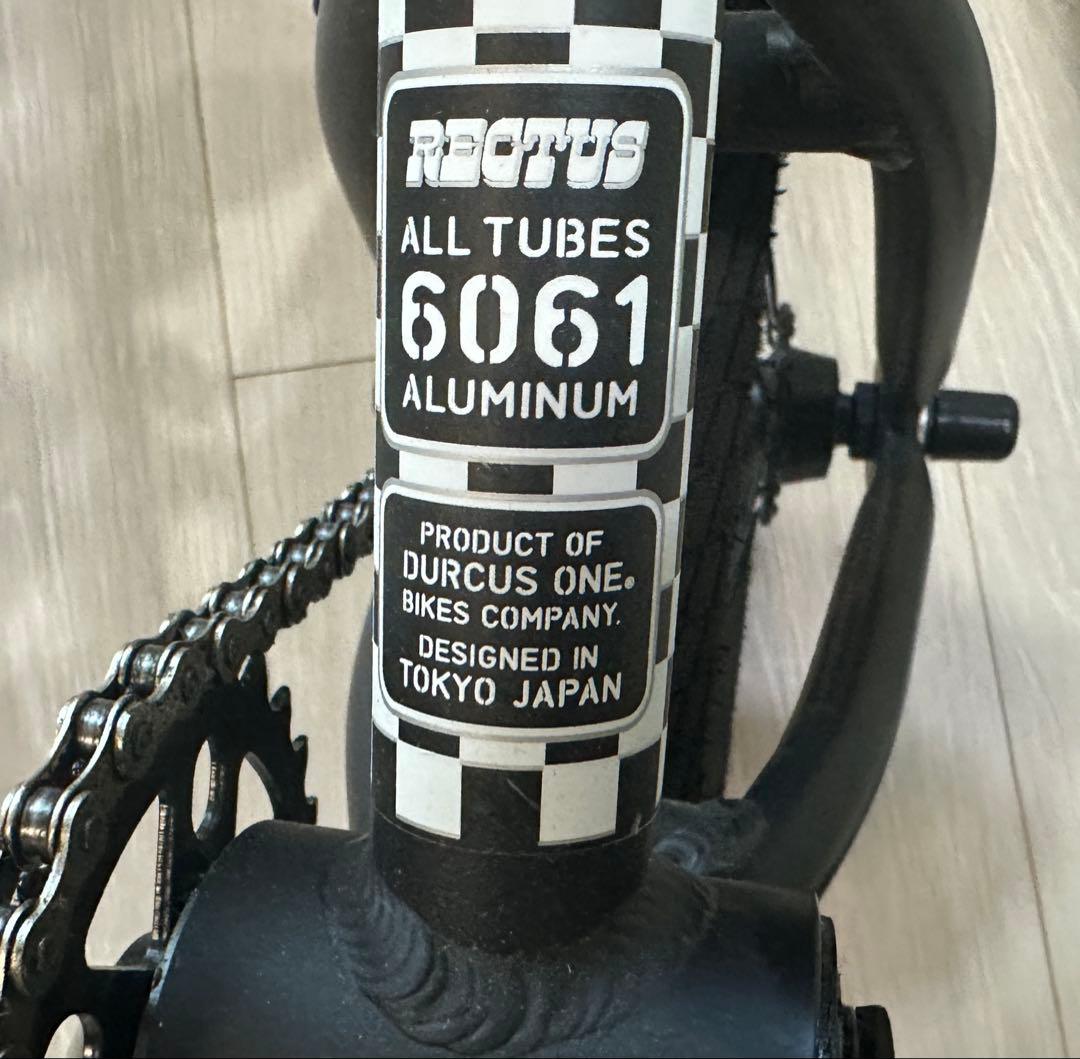 RECTUS
ALL TUBES
6061
ALUMINUM
PRODUCT OF
DURCUS ONE®
BIKES COMPANY.
DESIGNED IN
TOKYO JAPAN